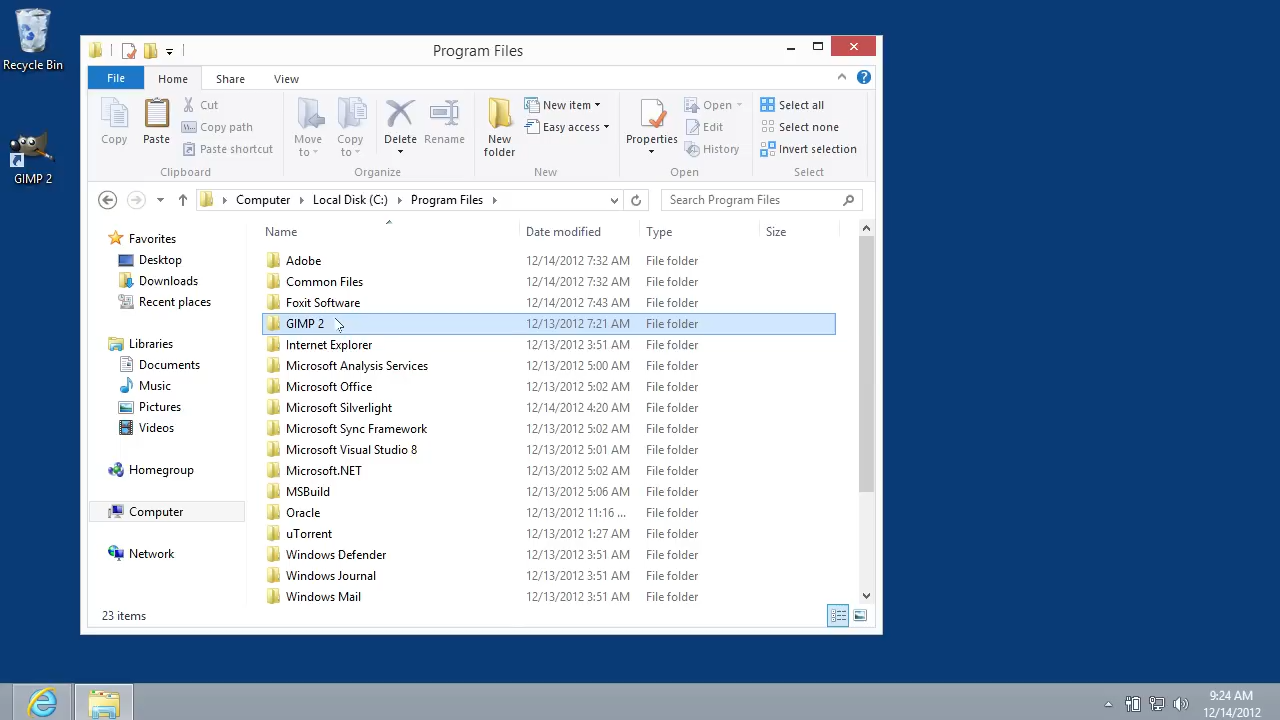 Recycle Bin
GIMP 2
Program Files
File Home Share View
Copy
Paste
Cut
Copy path
Paste shortcut
Clipboard
Move to
Copy to
Delete
Rename
Organize
New folder
New item
Easy access
New
Properties
Open
Edit
History
Open
Select all
Select none
Invert selection
Select
Computer Local Disk (C:) Program Files
Search Program Files
Favorites
Desktop
Downloads
Recent places
Libraries
Documents
Music
Pictures
Videos
Homegroup
Computer
Network
Name Date modified Type Size
Adobe 12/14/2012 7:32 AM File folder
Common Files 12/14/2012 7:32 AM File folder
Foxit Software 12/14/2012 7:43 AM File folder
GIMP 2 12/13/2012 7:21 AM File folder
Internet Explorer 12/13/2012 3:51 AM File folder
Microsoft Analysis Services 12/13/2012 5:00 AM File folder
Microsoft Office 12/13/2012 5:02 AM File folder
Microsoft Silverlight 12/14/2012 4:20 AM File folder
Microsoft Sync Framework 12/13/2012 5:02 AM File folder
Microsoft Visual Studio 8 12/13/2012 5:01 AM File folder
Microsoft.NET 12/13/2012 5:02 AM File folder
MSBuild 12/13/2012 5:06 AM File folder
Oracle 12/13/2012 11:16 ... File folder
uTorrent 12/13/2012 1:27 AM File folder
Windows Defender 12/13/2012 3:51 AM File folder
Windows Journal 12/13/2012 3:51 AM File folder
Windows Mail 12/13/2012 3:51 AM File folder
23 items
9:24 AM
12/14/2012